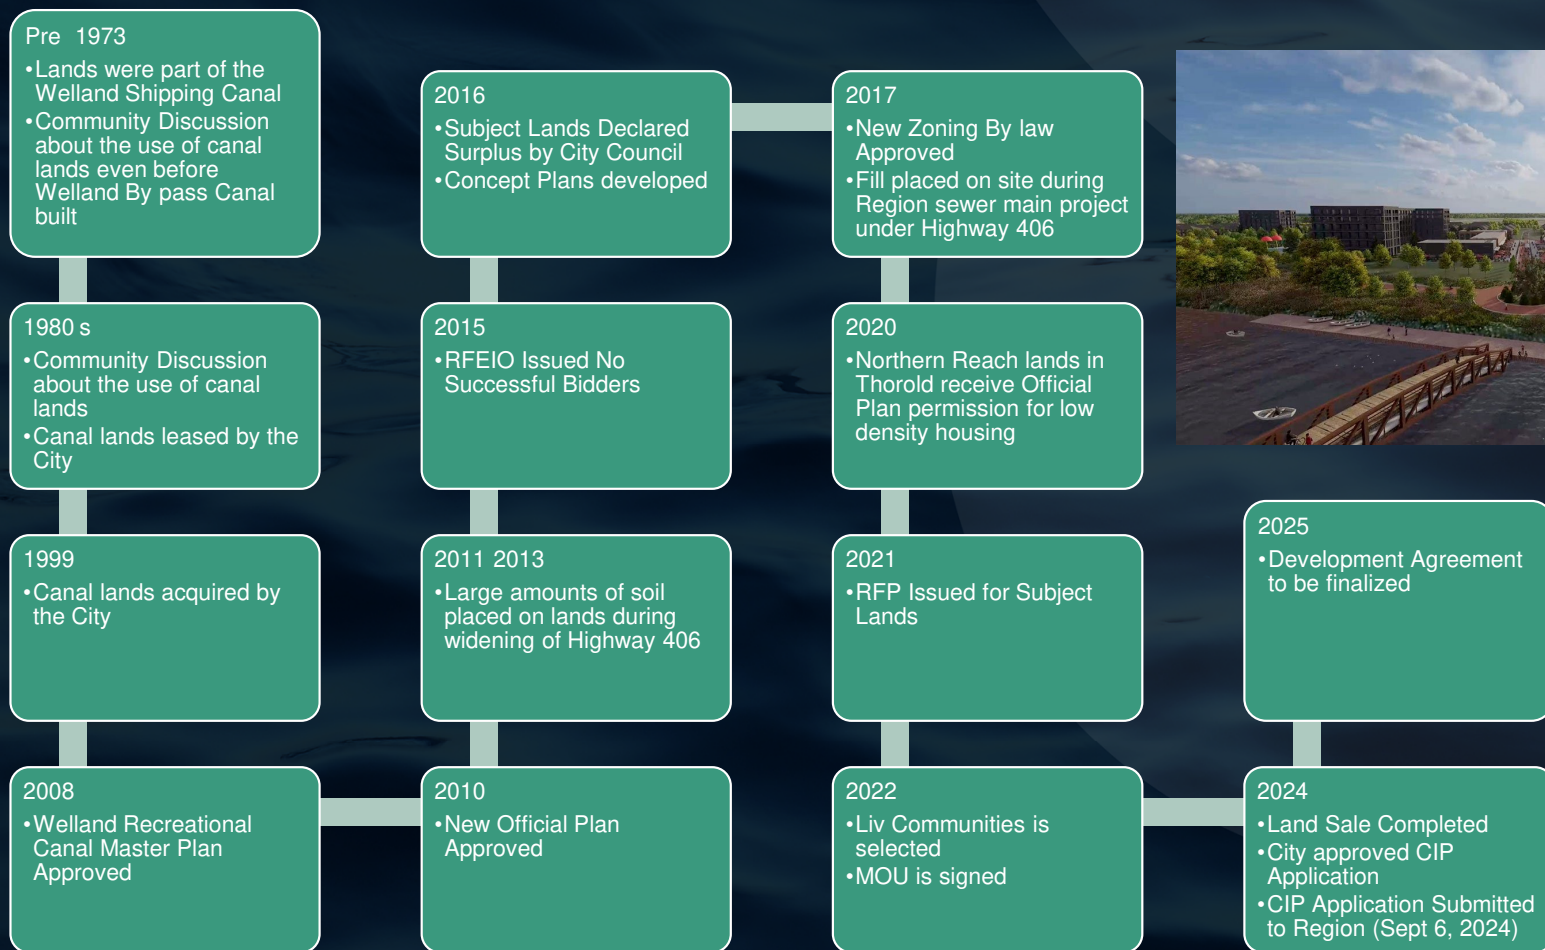 Pre 1973
•Lands were part of the
Welland Shipping Canal
•Community Discussion
about the use of canal
lands even before
Welland By pass Canal
built
1980 s
•Community Discussion
about the use of canal
lands
•Canal lands leased by the
City
1999
•Canal lands acquired by
the City
2008
•Welland Recreational
Canal Master Plan
Approved
2010
•New Official Plan
Approved
2011 2013
•Large amounts of soil
placed on lands during
widening of Highway 406
2015
•RFEIO Issued No
Successful Bidders
2016
•Subject Lands Declared
Surplus by City Council
•Concept Plans developed
2017
•New Zoning By law
Approved
•Fill placed on site during
Region sewer main project
under Highway 406
2020
•Northern Reach lands in
Thorold receive Official
Plan permission for low
density housing
2021
•RFP Issued for Subject
Lands
2022
•Liv Communities is
selected
•MOU is signed
2024
•Land Sale Completed
•City approved CIP
Application
•CIP Application Submitted
to Region (Sept 6, 2024)
2025
•Development Agreement
to be finalized